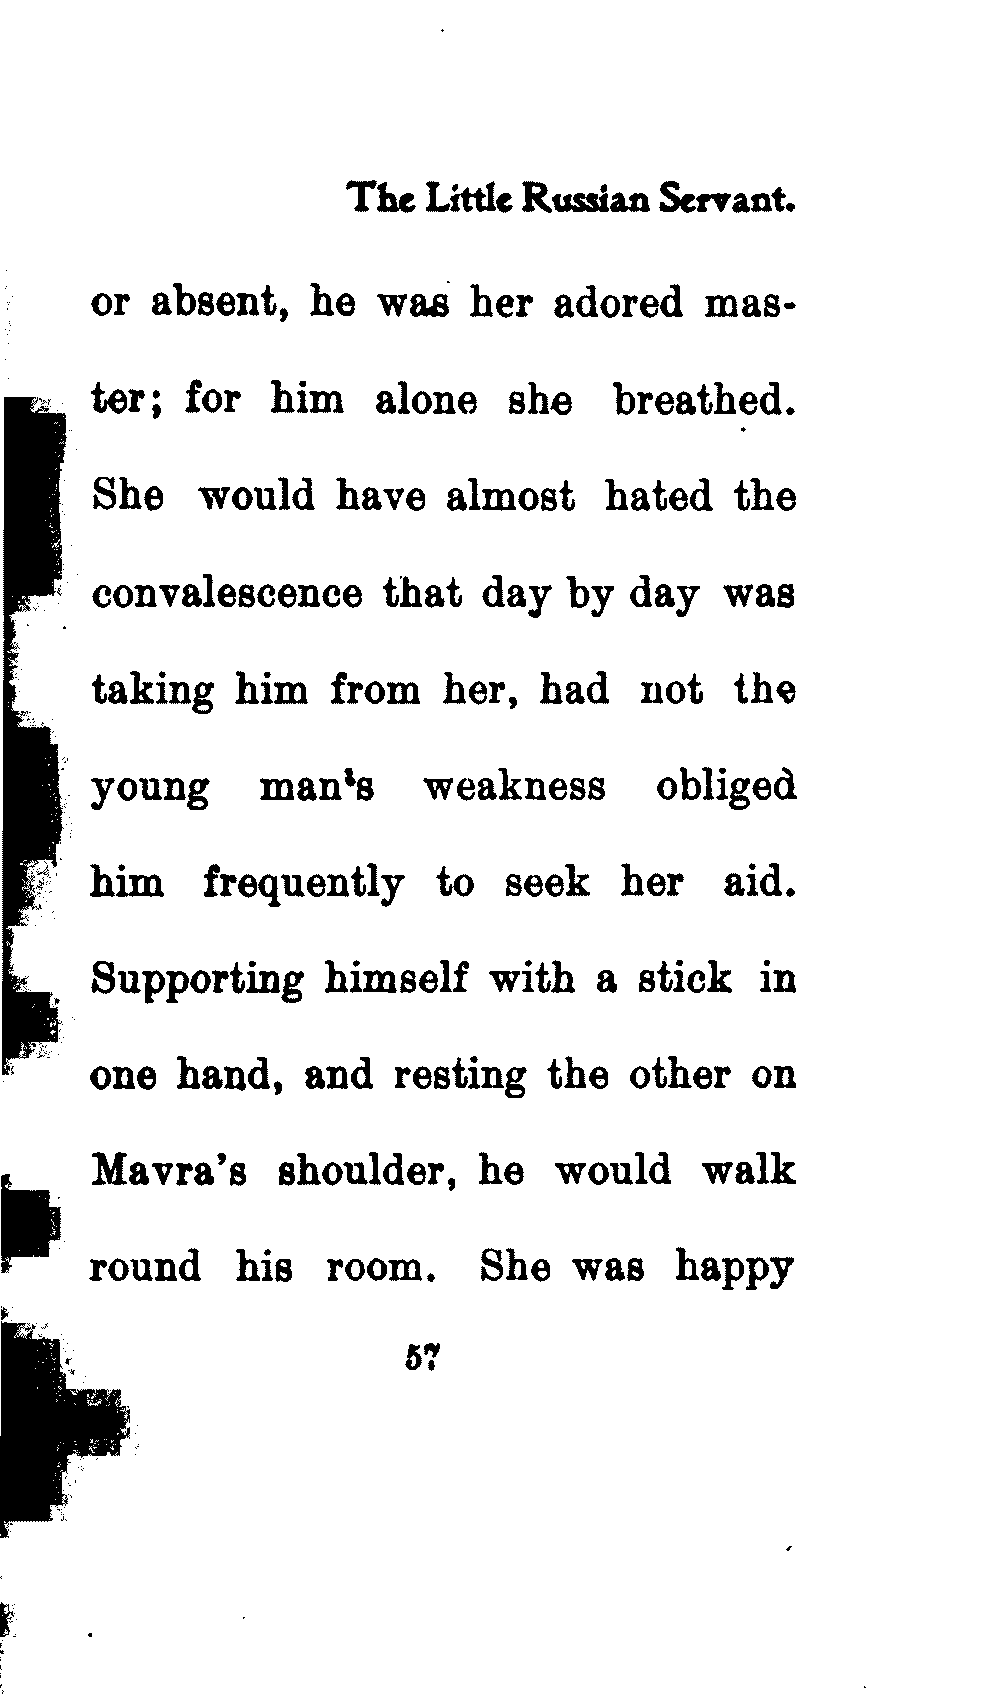 The Little Russian Servant.
or absent, he was her adored mas-
ter; for him alone she breathed.
She would have almost hated the
convalescence that day by day was
taking him from her, had not the
young man's weakness obliged
him frequently to seek her aid.
Supporting himself with a stick in
one hand, and resting the other on
Mavra's shoulder, he would walk
round his room. She was happy
57